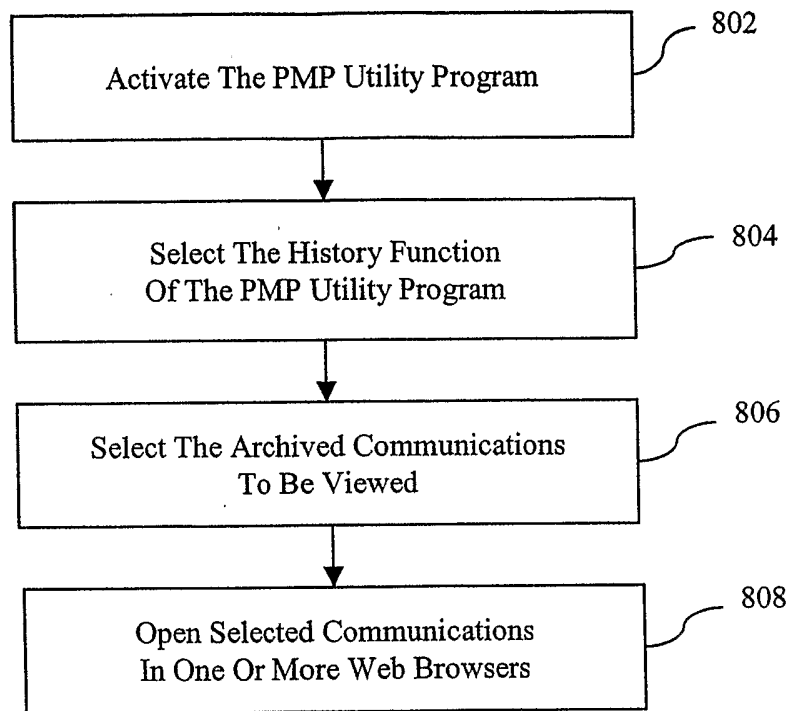 802
Activate The PMP Utility Program
804
Select The History Function
Of The PMP Utility Program
806
Select The Archived Communications
To Be Viewed
808
Open Selected Communications
In One Or More Web Browsers